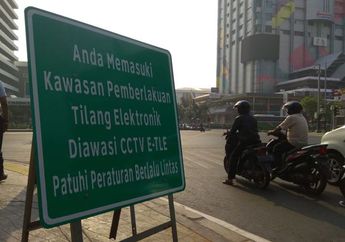 Anda Memasuki
Kawasan Pemberlakuan
Tilang Elektronik
Diawasi CCTV E-TLE
Patuhi Peraturan Berlalu Lintas